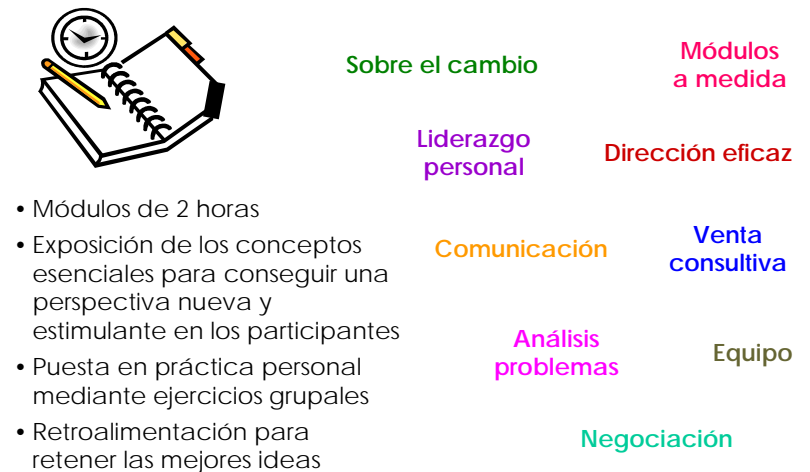 Sobre el cambio
Módulos
a medida
Liderazgo
personal
Dirección eficaz
• Módulos de 2 horas
• Exposición de los conceptos
esenciales para conseguir una
perspectiva nueva y
estimulante en los participantes
• Puesta en práctica personal
mediante ejercicios grupales
• Retroalimentación para
retener las mejores ideas
Comunicación
Venta
consultiva
Análisis
problemas
Equipo
Negociación